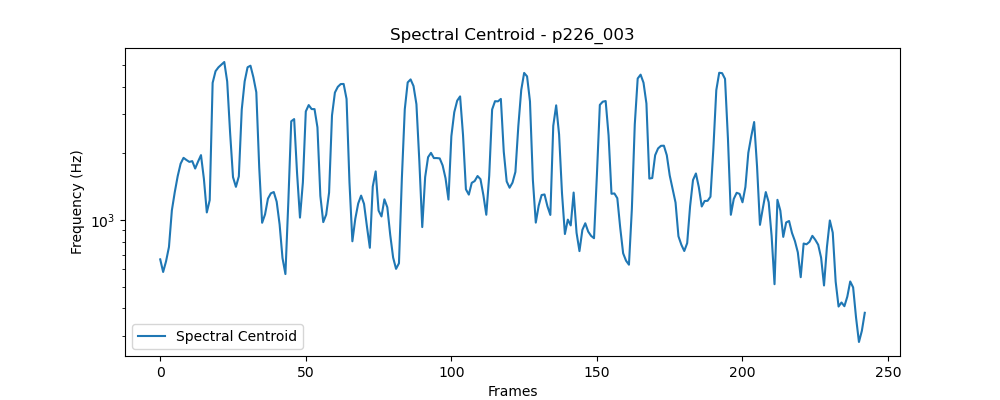 Spectral Centroid - p226_003
Frequency (Hz)
10³
Spectral Centroid
0 50 100 150 200 250
Frames